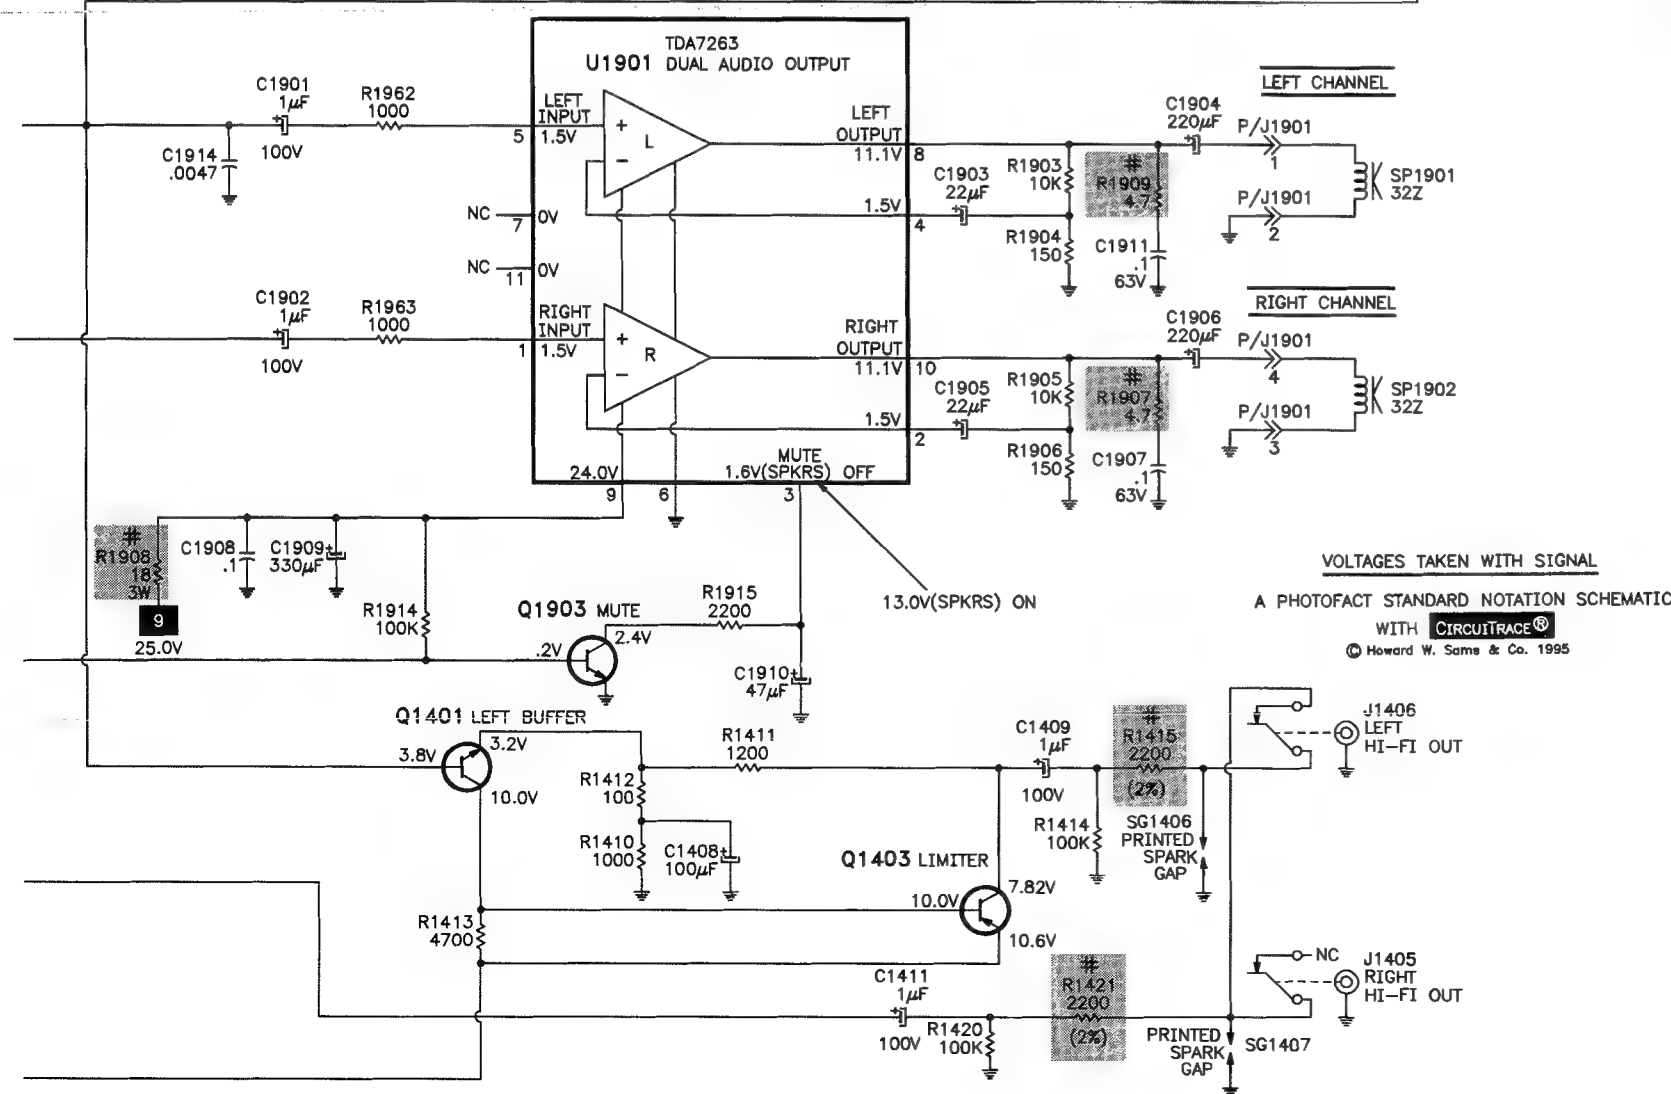 TDA7263
U1901 DUAL AUDIO OUTPUT
C1901
1µF
100V
R1962
1000
C1914
.0047
LEFT
INPUT
5
1.5V
+
−
L
LEFT
OUTPUT
11.1V
8
NC
7
0V
1.5V
4
NC
11
0V
C1902
1µF
100V
R1963
1000
RIGHT
INPUT
1
1.5V
+
−
R
RIGHT
OUTPUT
11.1V
10
1.5V
2
24.0V
9
6
MUTE
1.6V(SPKRS) OFF
3
13.0V(SPKRS) ON
C1903
22µF
R1903
10K
R1904
150
#
R1909
4.7
C1911
.1
63V
LEFT CHANNEL
C1904
220µF
P/J1901
1
P/J1901
2
SP1901
32Z
C1905
22µF
R1905
10K
R1906
150
#
R1907
4.7
C1907
.1
63V
RIGHT CHANNEL
C1906
220µF
P/J1901
4
P/J1901
3
SP1902
32Z
#
R1908
18
3W
9
25.0V
C1908
.1
C1909
330µF
R1914
100K
Q1903 MUTE
.2V
2.4V
R1915
2200
C1910
47µF
VOLTAGES TAKEN WITH SIGNAL
A PHOTOFACT STANDARD NOTATION SCHEMATIC
WITH CIRCUITRACE®
© Howard W. Sams & Co. 1995
Q1401 LEFT BUFFER
3.8V
3.2V
10.0V
R1412
100
R1410
1000
C1408
100µF
R1411
1200
C1409
1µF
100V
R1414
100K
#
R1415
2200
(2%)
SG1406
PRINTED
SPARK
GAP
J1406
LEFT
HI-FI OUT
Q1403 LIMITER
10.0V
7.82V
10.6V
R1413
4700
C1411
1µF
100V
R1420
100K
#
R1421
2200
(2%)
PRINTED
SPARK
GAP
SG1407
NC
J1405
RIGHT
HI-FI OUT